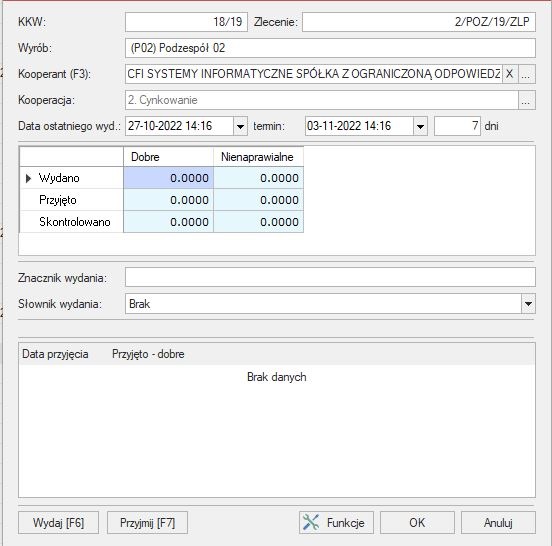 KKW: 18/19 Zlecenie: 2/POZ/19/ZLP
Wyrób: (P02) Podzespół 02
Kooperant (F3): CFI SYSTEMY INFORMATYCZNE SPÓŁKA Z OGRANICZONĄ ODPOWIEDZ X ...
Kooperacja: 2. Cynkowanie ...
Data ostatniego wyd.: 27-10-2022 14:16 termin: 03-11-2022 14:16 7 dni
Dobre Nienaprawialne
Wydano 0.0000 0.0000
Przyjęto 0.0000 0.0000
Skontrolowano 0.0000 0.0000
Znacznik wydania:
Słownik wydania: Brak
Data przyjęcia Przyjęto - dobre
Brak danych
Wydaj [F6] Przyjmij [F7] Funkcje OK Anuluj